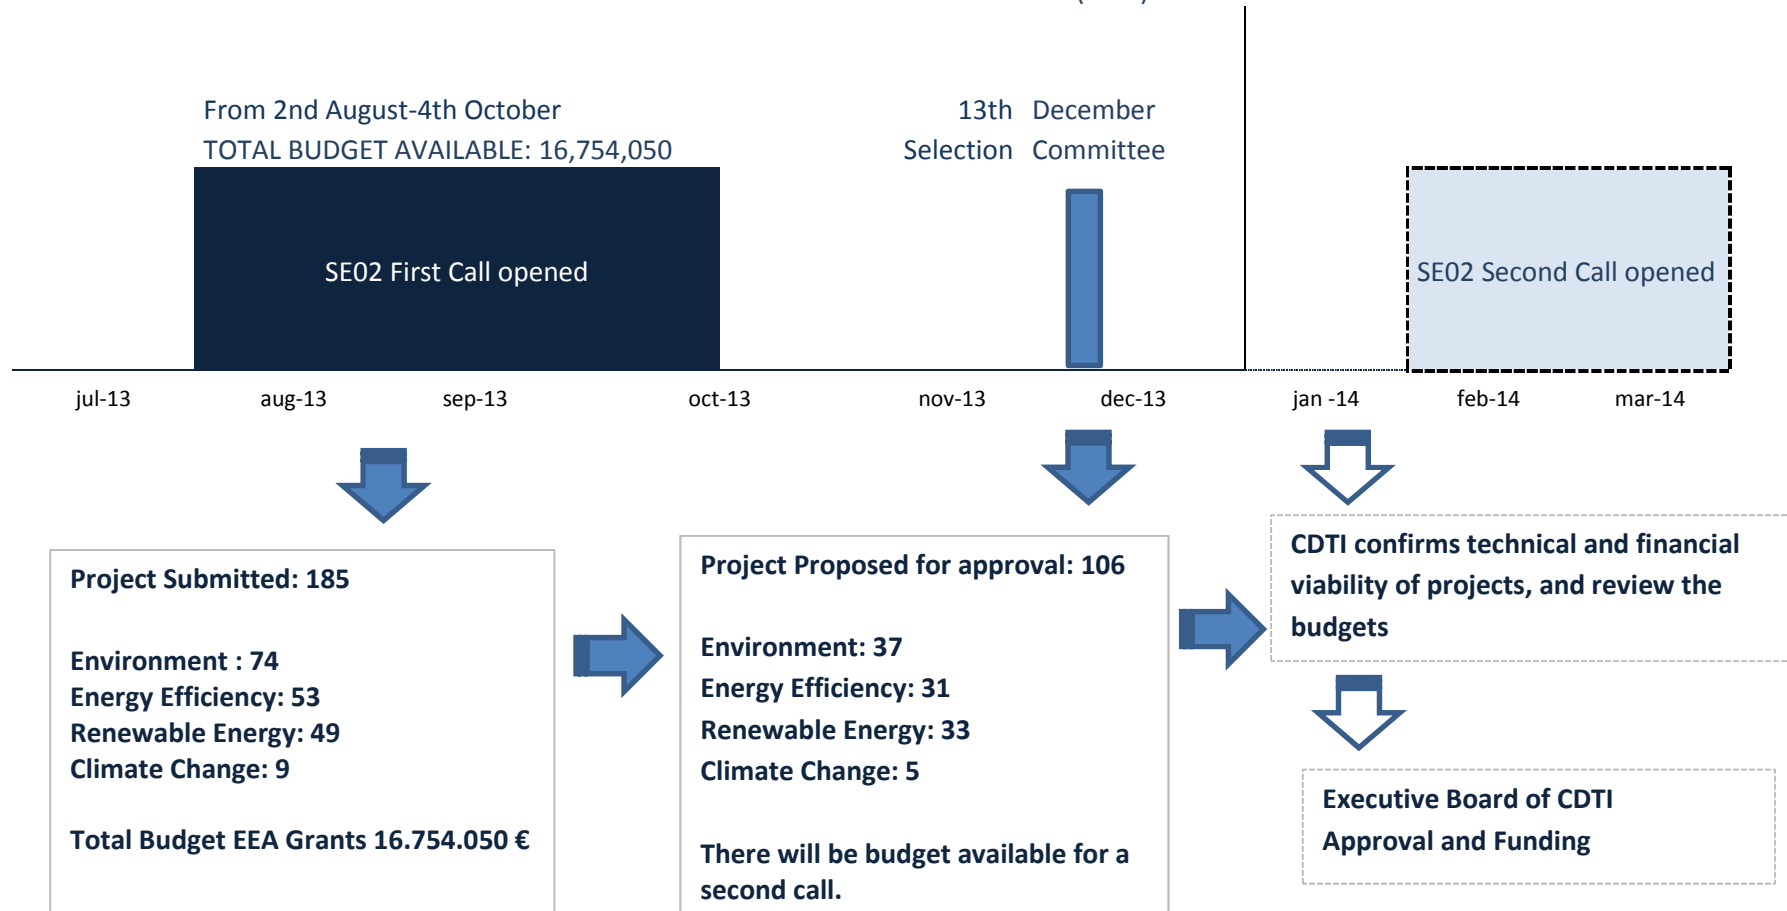 From 2nd August-4th October
TOTAL BUDGET AVAILABLE: 16,754,050
13th December
Selection Committee
SE02 First Call opened
SE02 Second Call opened
jul-13 aug-13 sep-13 oct-13 nov-13 dec-13 jan -14 feb-14 mar-14
Project Submitted: 185
Environment : 74
Energy Efficiency: 53
Renewable Energy: 49
Climate Change: 9
Total Budget EEA Grants 16.754.050 €
Project Proposed for approval: 106
Environment: 37
Energy Efficiency: 31
Renewable Energy: 33
Climate Change: 5
There will be budget available for a
second call.
CDTI confirms technical and financial
viability of projects, and review the
budgets
Executive Board of CDTI
Approval and Funding